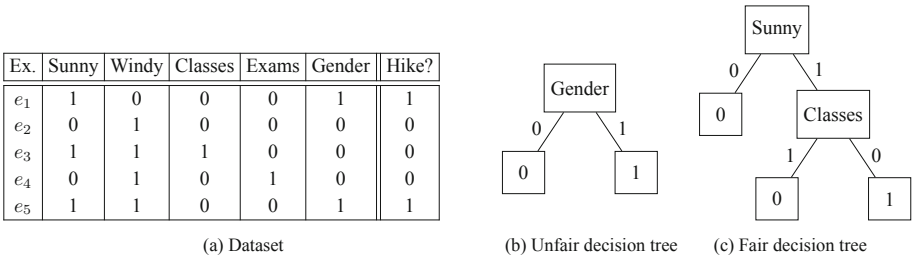 Ex. Sunny Windy Classes Exams Gender Hike?
e1 1 0 0 0 1 1
e2 0 1 0 0 0 0
e3 1 1 1 0 0 0
e4 0 1 0 1 0 0
e5 1 1 0 0 1 1
(a) Dataset
Gender
0 1
0 1
(b) Unfair decision tree
Sunny
0 1
0 Classes
1 0
0 1
(c) Fair decision tree